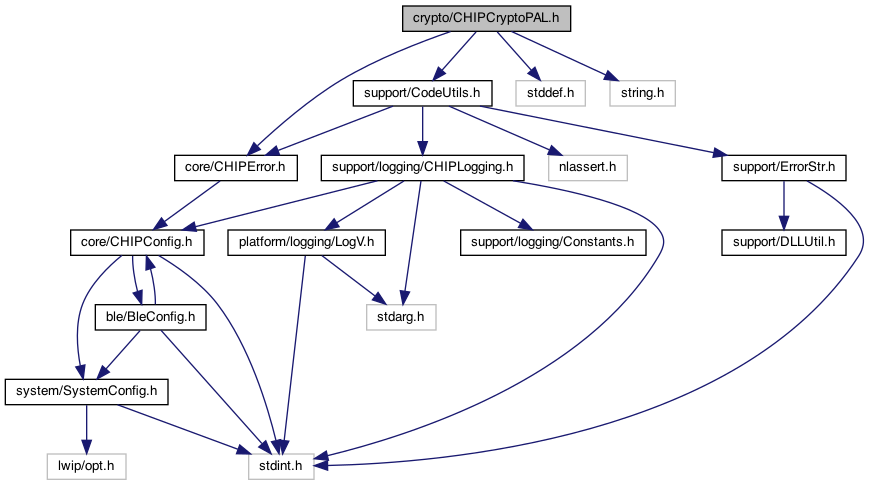 crypto/CHIPCryptoPAL.h
support/CodeUtils.h
stddef.h
string.h
core/CHIPError.h
support/logging/CHIPLogging.h
nlassert.h
support/ErrorStr.h
core/CHIPConfig.h
platform/logging/LogV.h
support/logging/Constants.h
support/DLLUtil.h
ble/BleConfig.h
stdarg.h
system/SystemConfig.h
lwip/opt.h
stdint.h